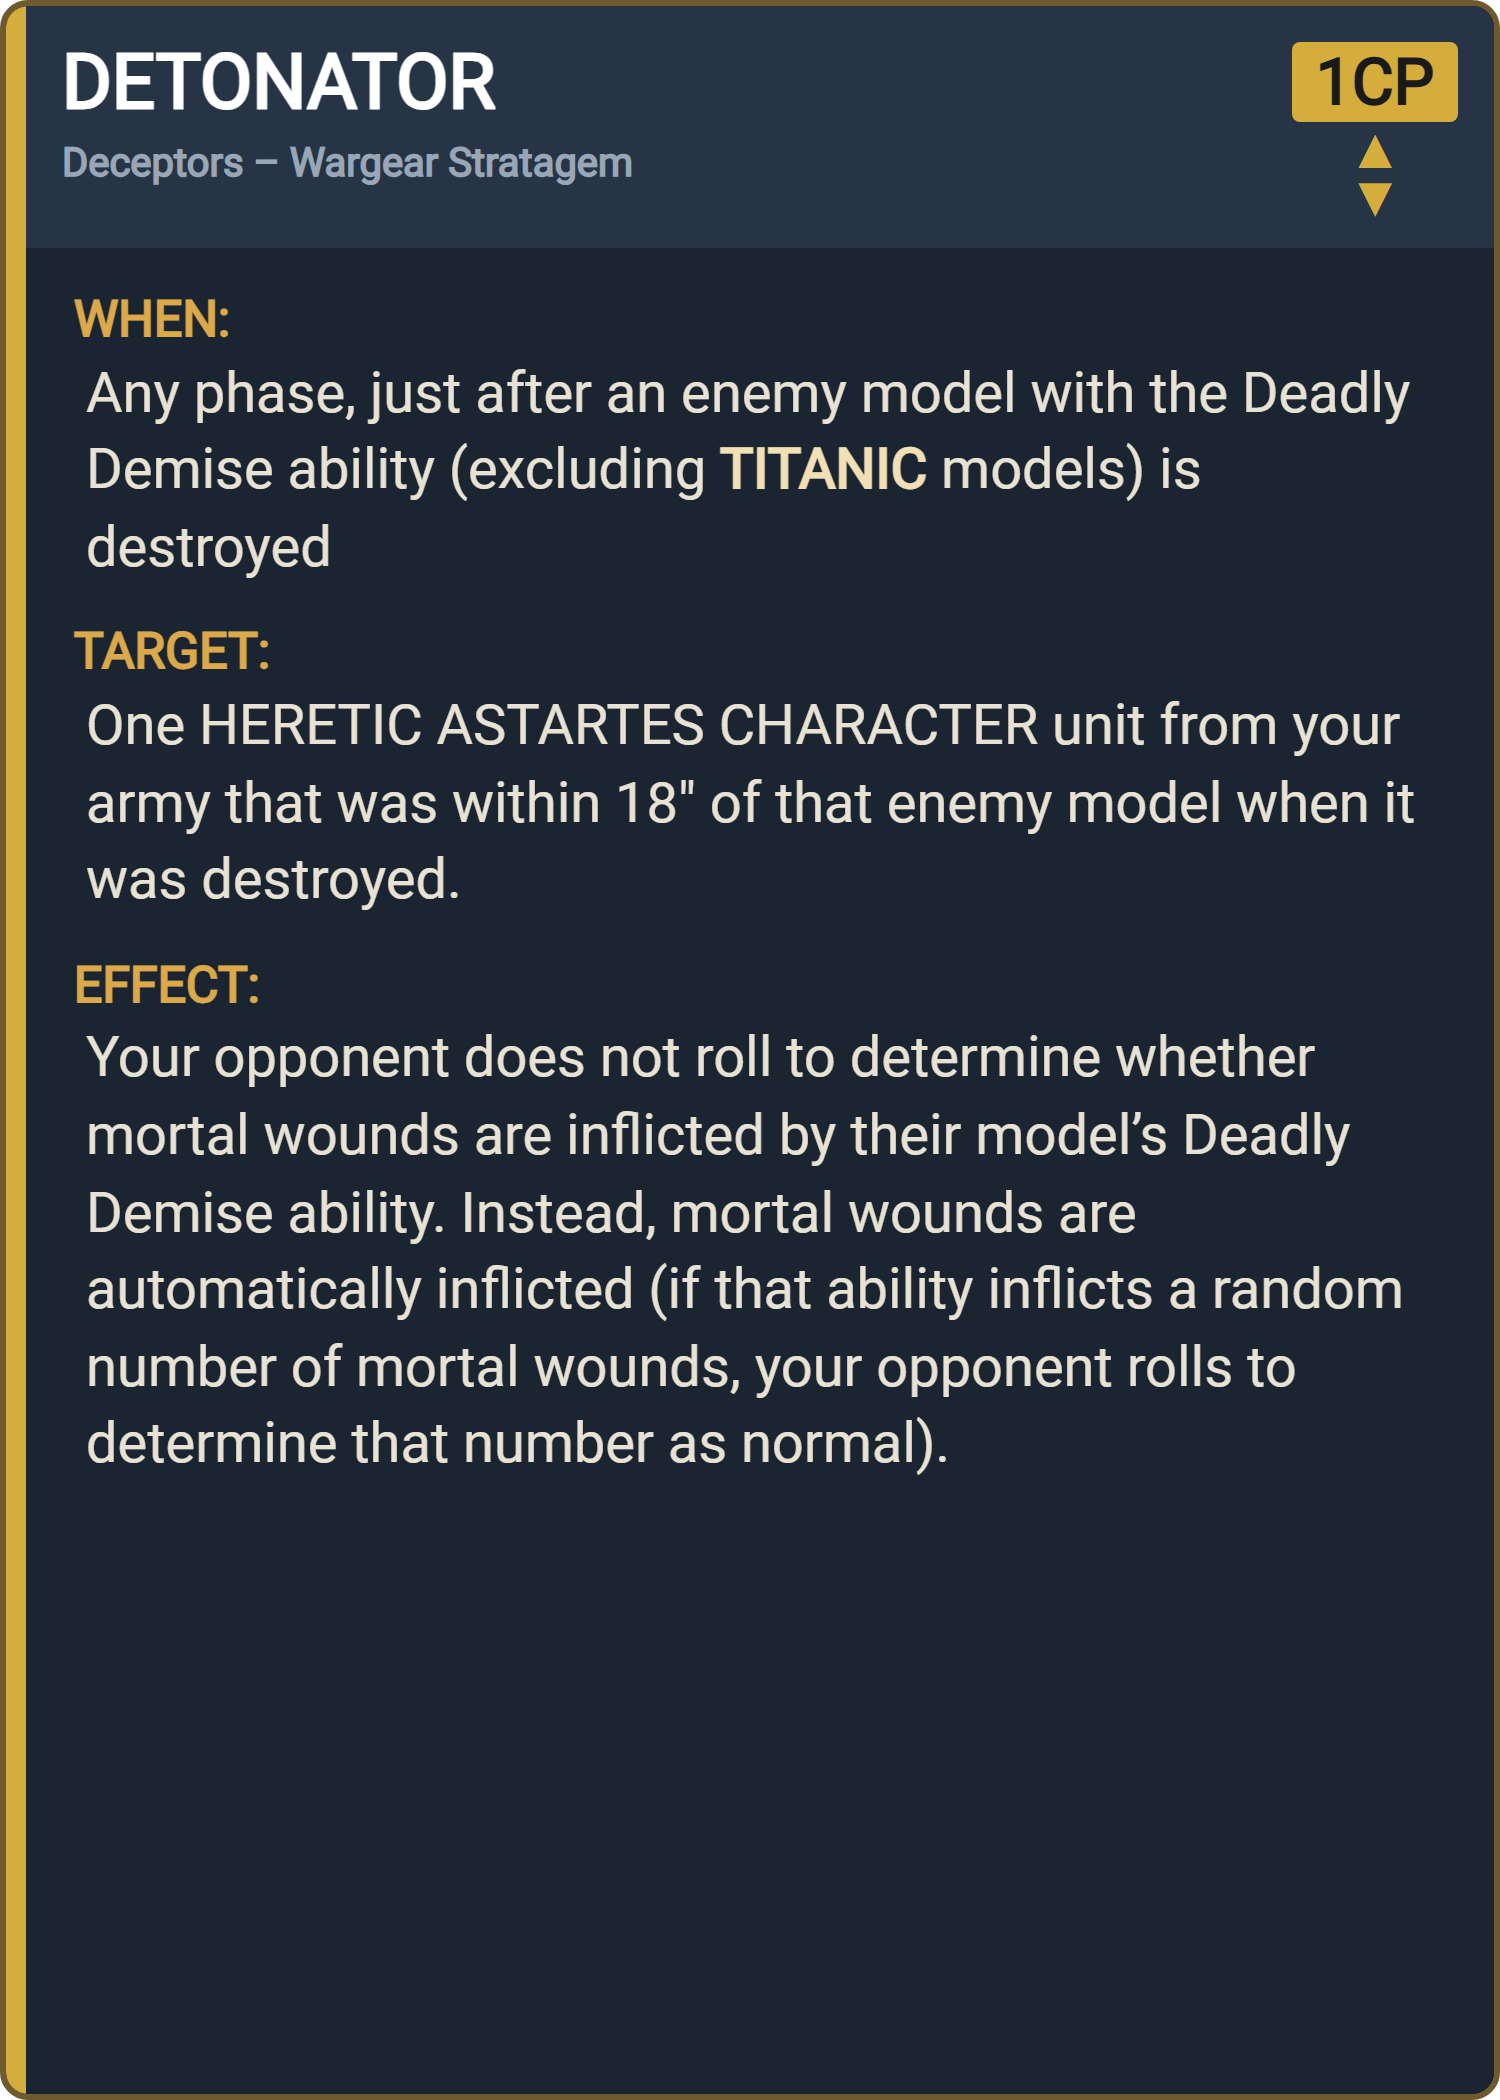 DETONATOR
1CP
Deceptors – Wargear Stratagem
▲
▼
WHEN:
Any phase, just after an enemy model with the Deadly
Demise ability (excluding TITANIC models) is
destroyed
TARGET:
One HERETIC ASTARTES CHARACTER unit from your
army that was within 18" of that enemy model when it
was destroyed.
EFFECT:
Your opponent does not roll to determine whether
mortal wounds are inflicted by their model’s Deadly
Demise ability. Instead, mortal wounds are
automatically inflicted (if that ability inflicts a random
number of mortal wounds, your opponent rolls to
determine that number as normal).